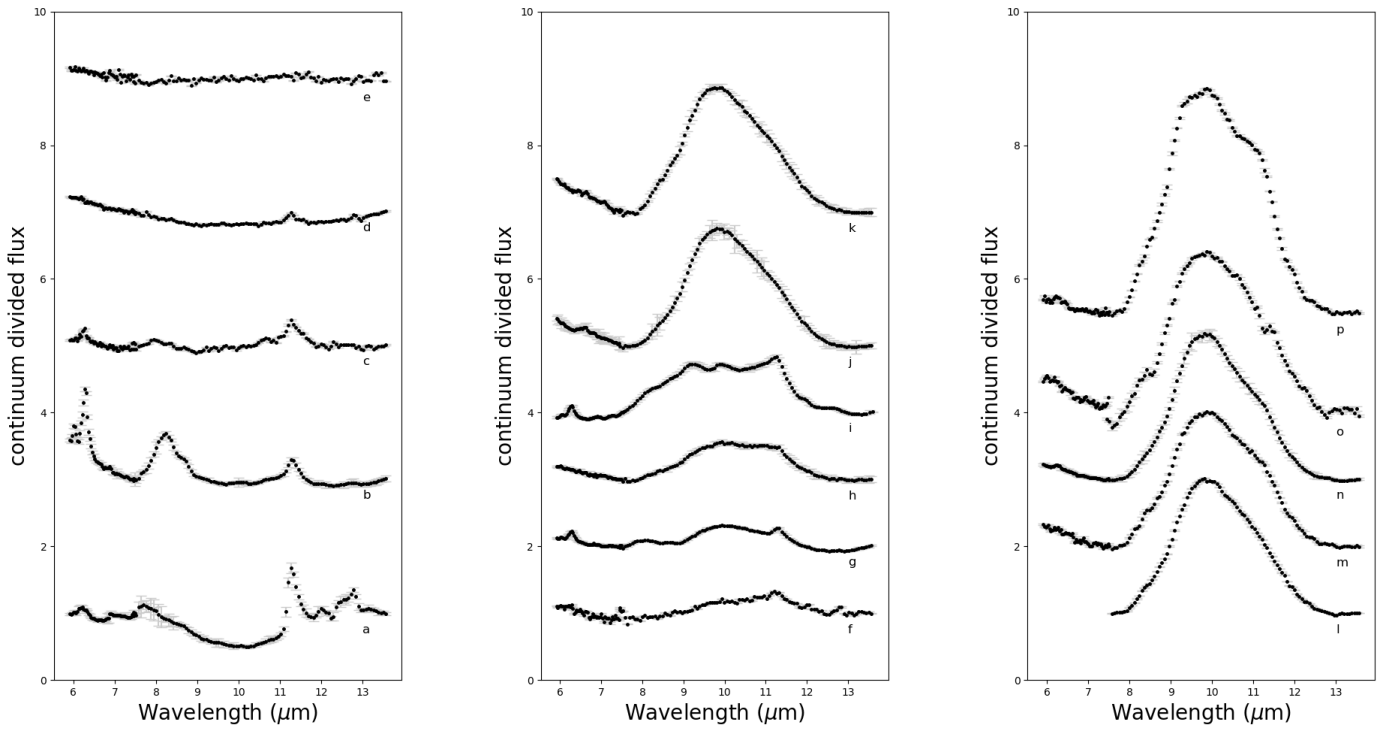 10
8
6
4
2
0
continuum divided flux
e
d
c
b
a
6 7 8 9 10 11 12 13
Wavelength (μm)
10
8
6
4
2
0
continuum divided flux
k
j
i
h
g
f
6 7 8 9 10 11 12 13
Wavelength (μm)
10
8
6
4
2
0
continuum divided flux
p
o
n
m
l
6 7 8 9 10 11 12 13
Wavelength (μm)